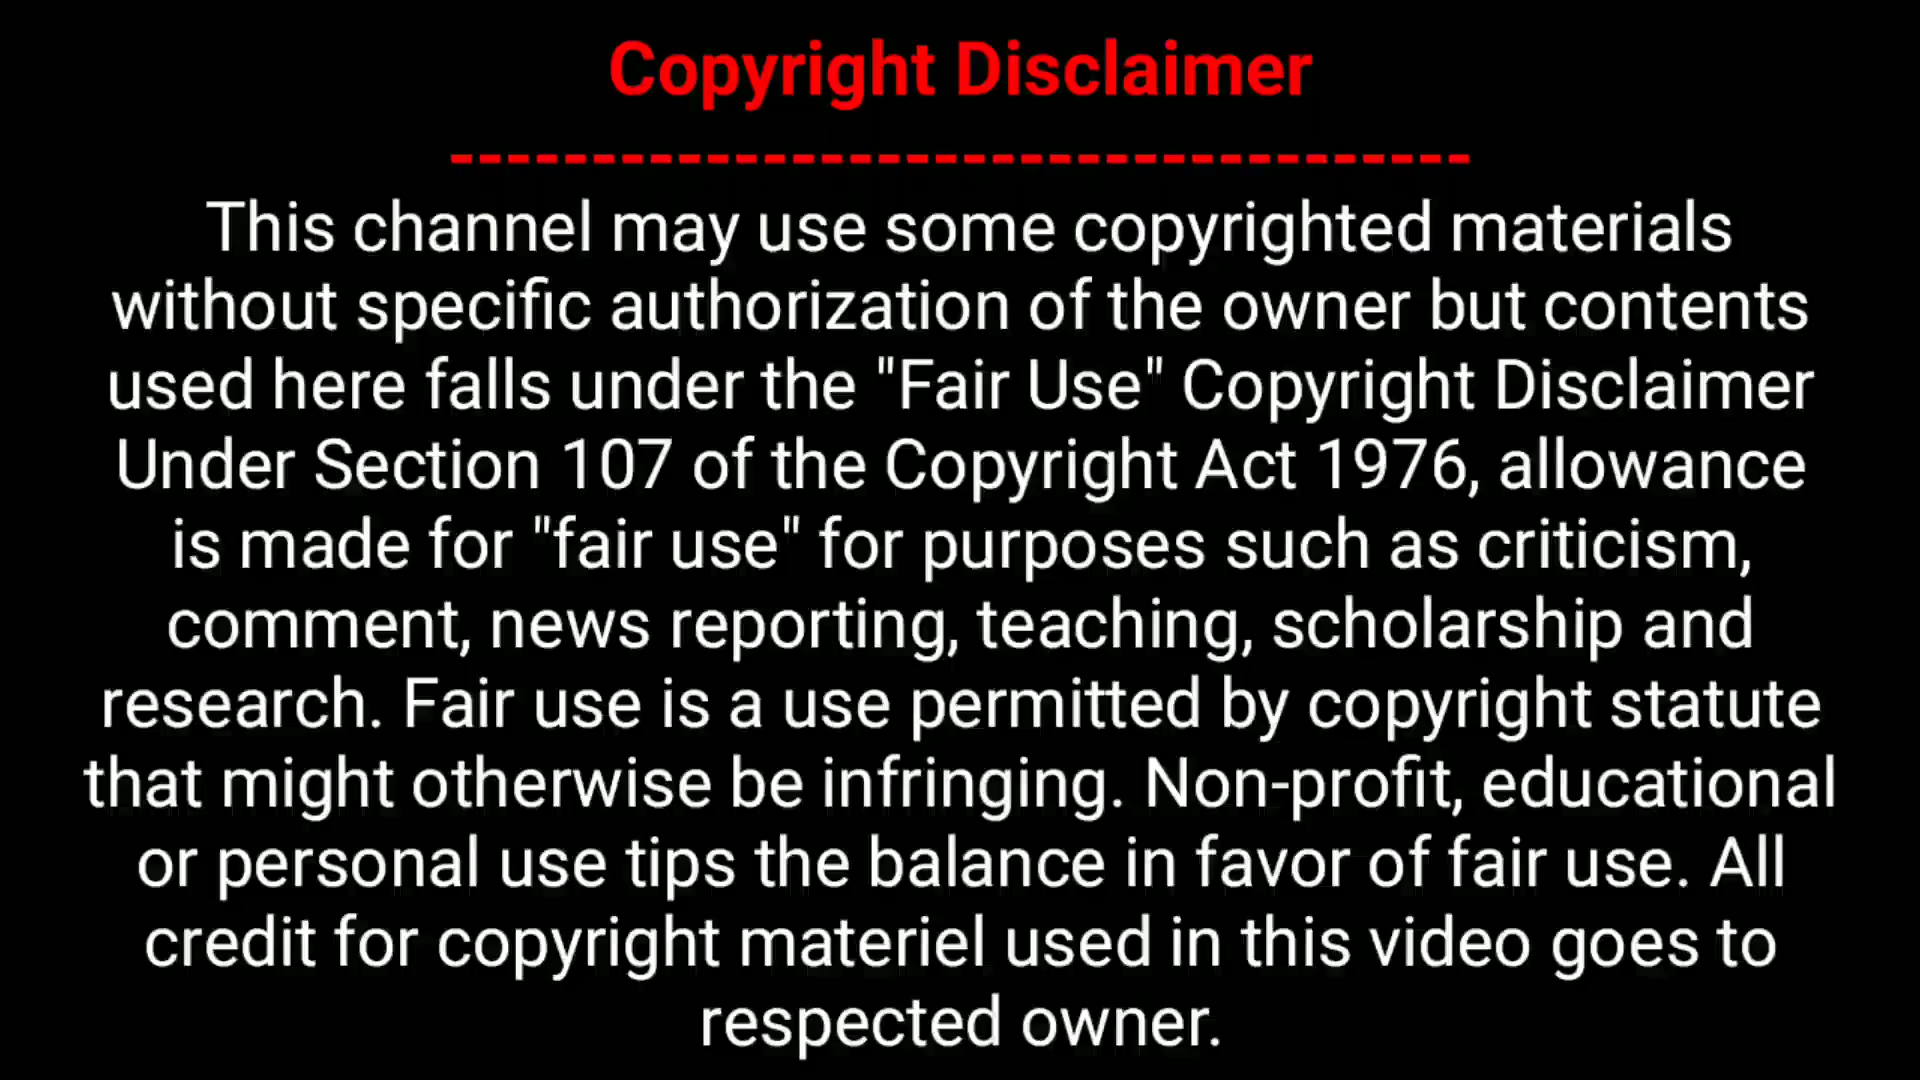 Copyright Disclaimer
------------------------------------
This channel may use some copyrighted materials
without specific authorization of the owner but contents
used here falls under the "Fair Use" Copyright Disclaimer
Under Section 107 of the Copyright Act 1976, allowance
is made for "fair use" for purposes such as criticism,
comment, news reporting, teaching, scholarship and
research. Fair use is a use permitted by copyright statute
that might otherwise be infringing. Non-profit, educational
or personal use tips the balance in favor of fair use. All
credit for copyright materiel used in this video goes to
respected owner.